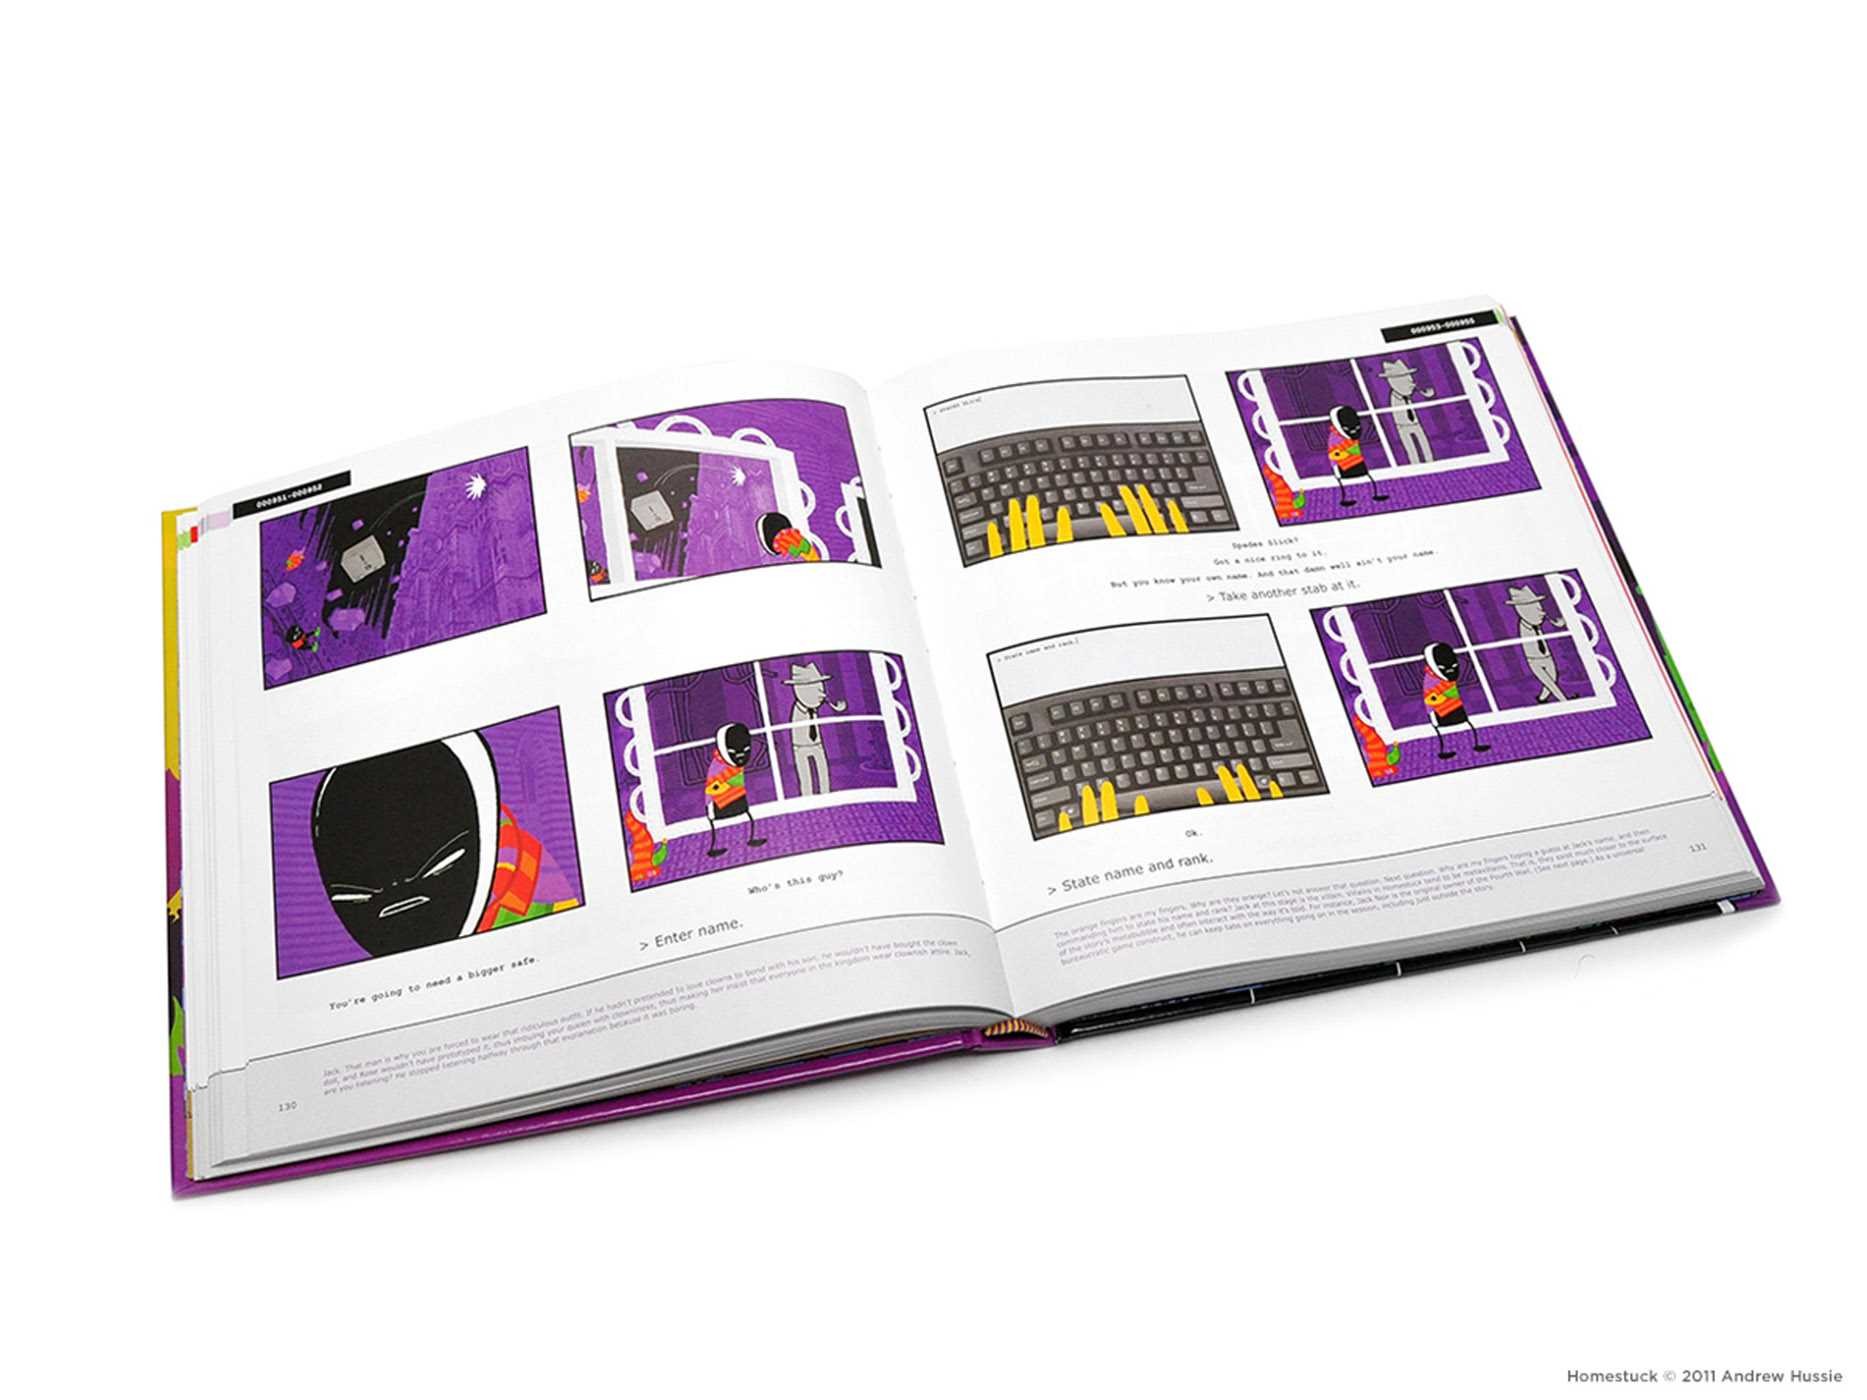 000951-000952
You're going to need a bigger safe.
Who's this guy?
> Enter name.
Jack. That man is why you are forced to wear that ridiculous outfit. If he hadn't pretended to love clowns to bond with his son, he wouldn't have bought the clown
doll, and Rose wouldn't have prototyped it, thus imbuing your queen with clowniness, thus making her insist that everyone in the kingdom wear clownish attire. Jack,
are you listening? He stopped listening halfway through that explanation because it was boring.
130
000953-000955
> Spades Slick
Spades Slick?
Got a nice ring to it.
But you know your own name. And that damn well ain't your name.
> Take another stab at it.
> State name and rank.
Ok.
> State name and rank.
The orange fingers are my fingers. Why are they orange? Let's not answer that question. Next question. Why are my fingers typing a guess at Jack's name, and then
commanding him to state his name and rank? Jack at this stage is the villain. Villains in Homestuck tend to be metavillains. That is, they exist much closer to the surface
of the story's metabubble and often interact with the way it's told. For instance, Jack Noir is the original owner of the Fourth Wall. (See next page.) As a universal
bureaucratic game construct, he can keep tabs on everything going on in the session, including just outside the story.
131
Homestuck © 2011 Andrew Hussie